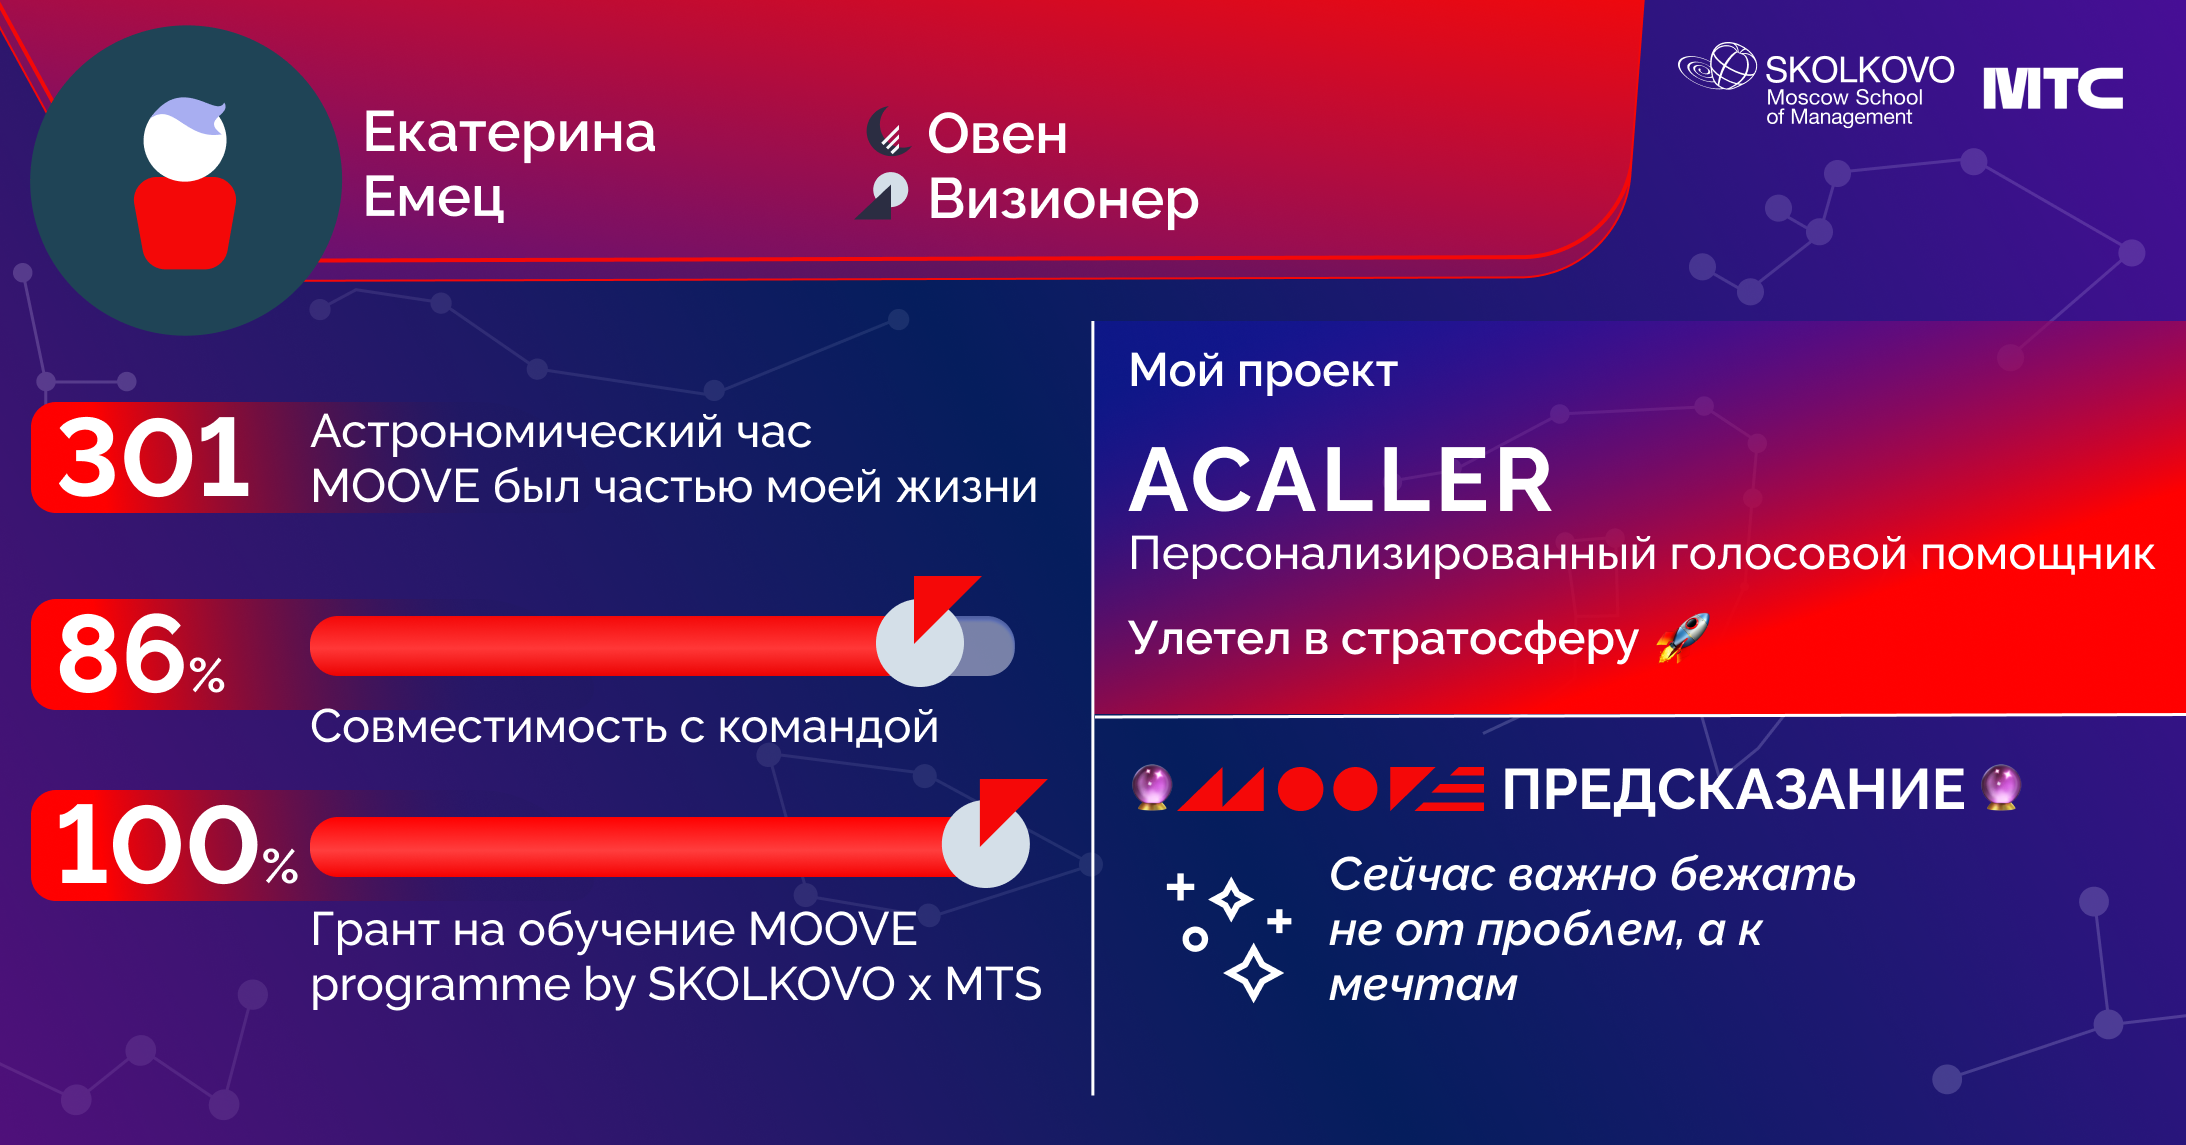 Екатерина
Емец
Овен
Визионер
SKOLKOVO
Moscow School
of Management
МТС
301
Астрономический час
MOOVE был частью моей жизни
86%
Совместимость с командой
100%
Грант на обучение MOOVE
programme by SKOLKOVO x MTS
Мой проект
ACALLER
Персонализированный голосовой помощник
Улетел в стратосферу 🚀
🔮 MOOVE ПРЕДСКАЗАНИЕ 🔮
Сейчас важно бежать
не от проблем, а к
мечтам